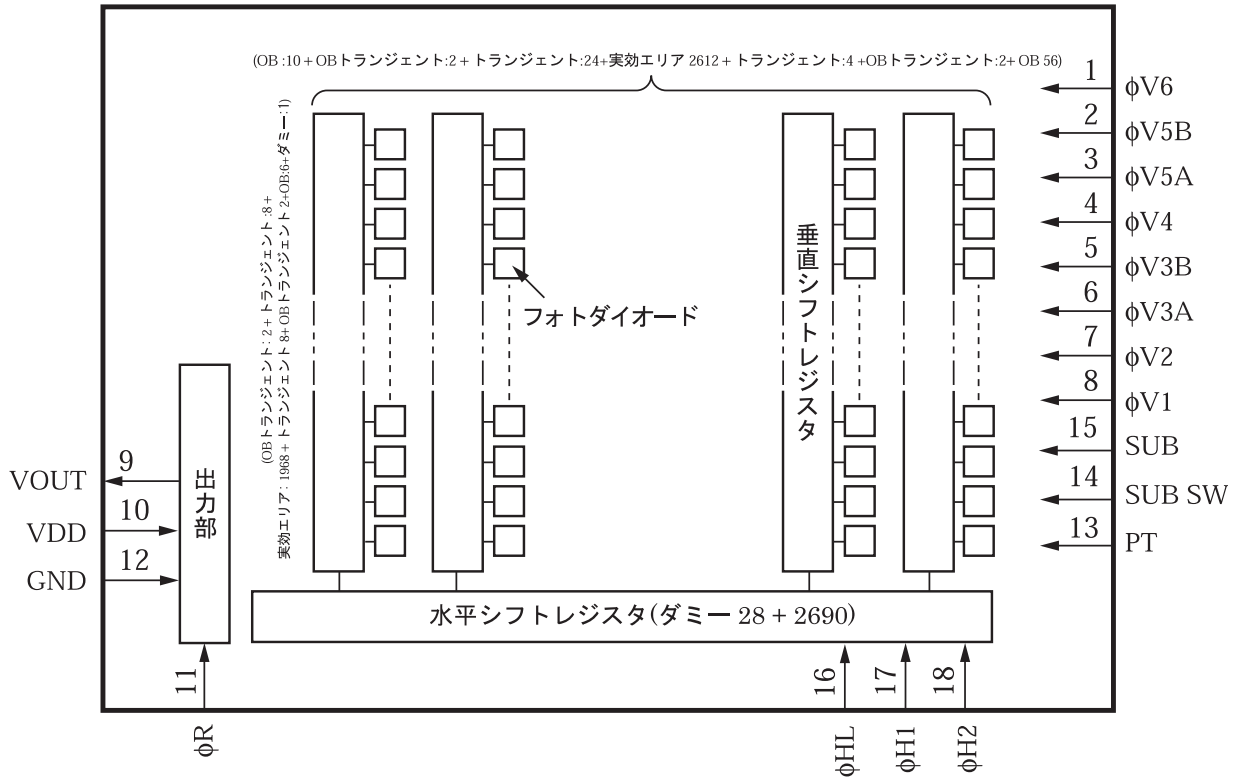 (OB :10 + OBトランジェント:2 + トランジェント:24+実効エリア 2612 + トランジェント:4 +OBトランジェント:2+ OB 56)
(OBトランジェント: 2 + トランジェント :8 +
実効エリア: 1968 + トランジェント 8+ OBトランジェント 2+OB:6+ダミー:1)
フォトダイオード
垂直シフトレジスタ
1 φV6
2 φV5B
3 φV5A
4 φV4
5 φV3B
6 φV3A
7 φV2
8 φV1
15 SUB
14 SUB SW
13 PT
VOUT 9
VDD 10
GND 12
出力部
水平シフトレジスタ(ダミー 28 + 2690)
11
16
17
18
φR
φHL
φH1
φH2